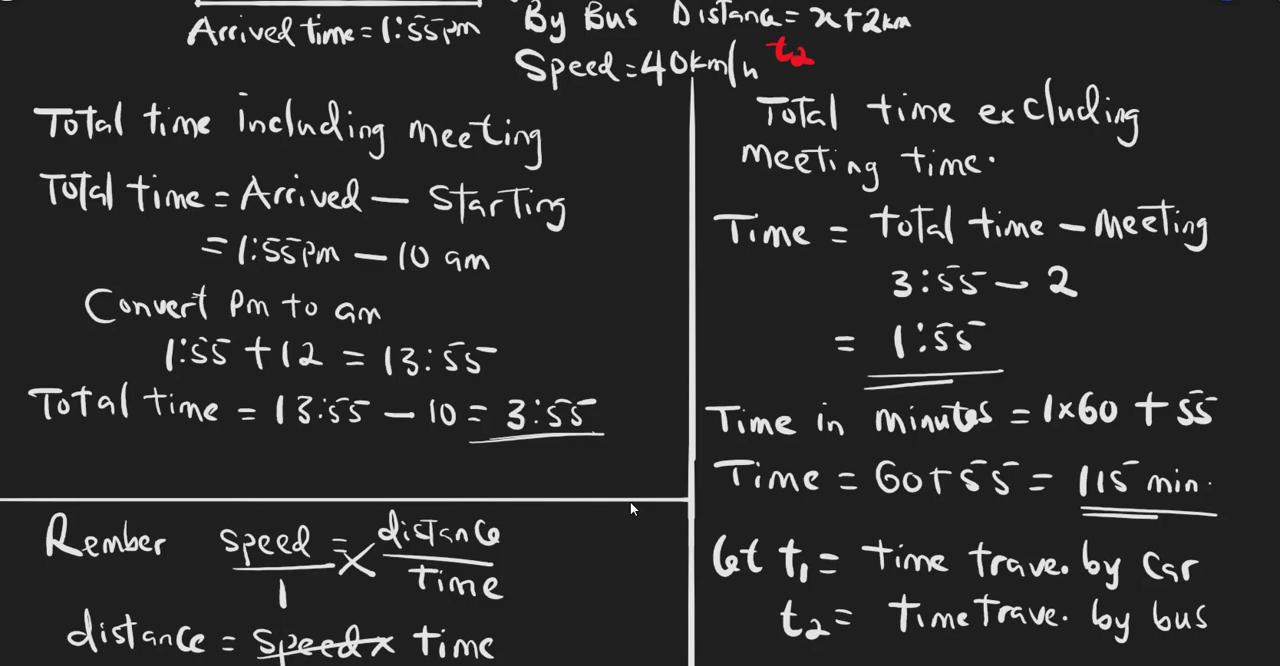 Arrived time = 1:55pm
By Bus Distance = x+2km
Speed = 40km/h t2
Total time including meeting
Total time = Arrived — Starting
= 1:55pm — 10 am
Convert Pm to am
1:55 + 12 = 13:55
Total time = 13:55 — 10 = 3:55
Rember speed/1 = distance/time
distance = speed x time
Total time excluding
meeting time.
Time = total time — meeting
3:55 — 2
= 1:55
Time in minutes = 1x60 + 55
Time = 60 + 55 = 115 min.
let t1 = time trave. by car
t2 = time trave. by bus